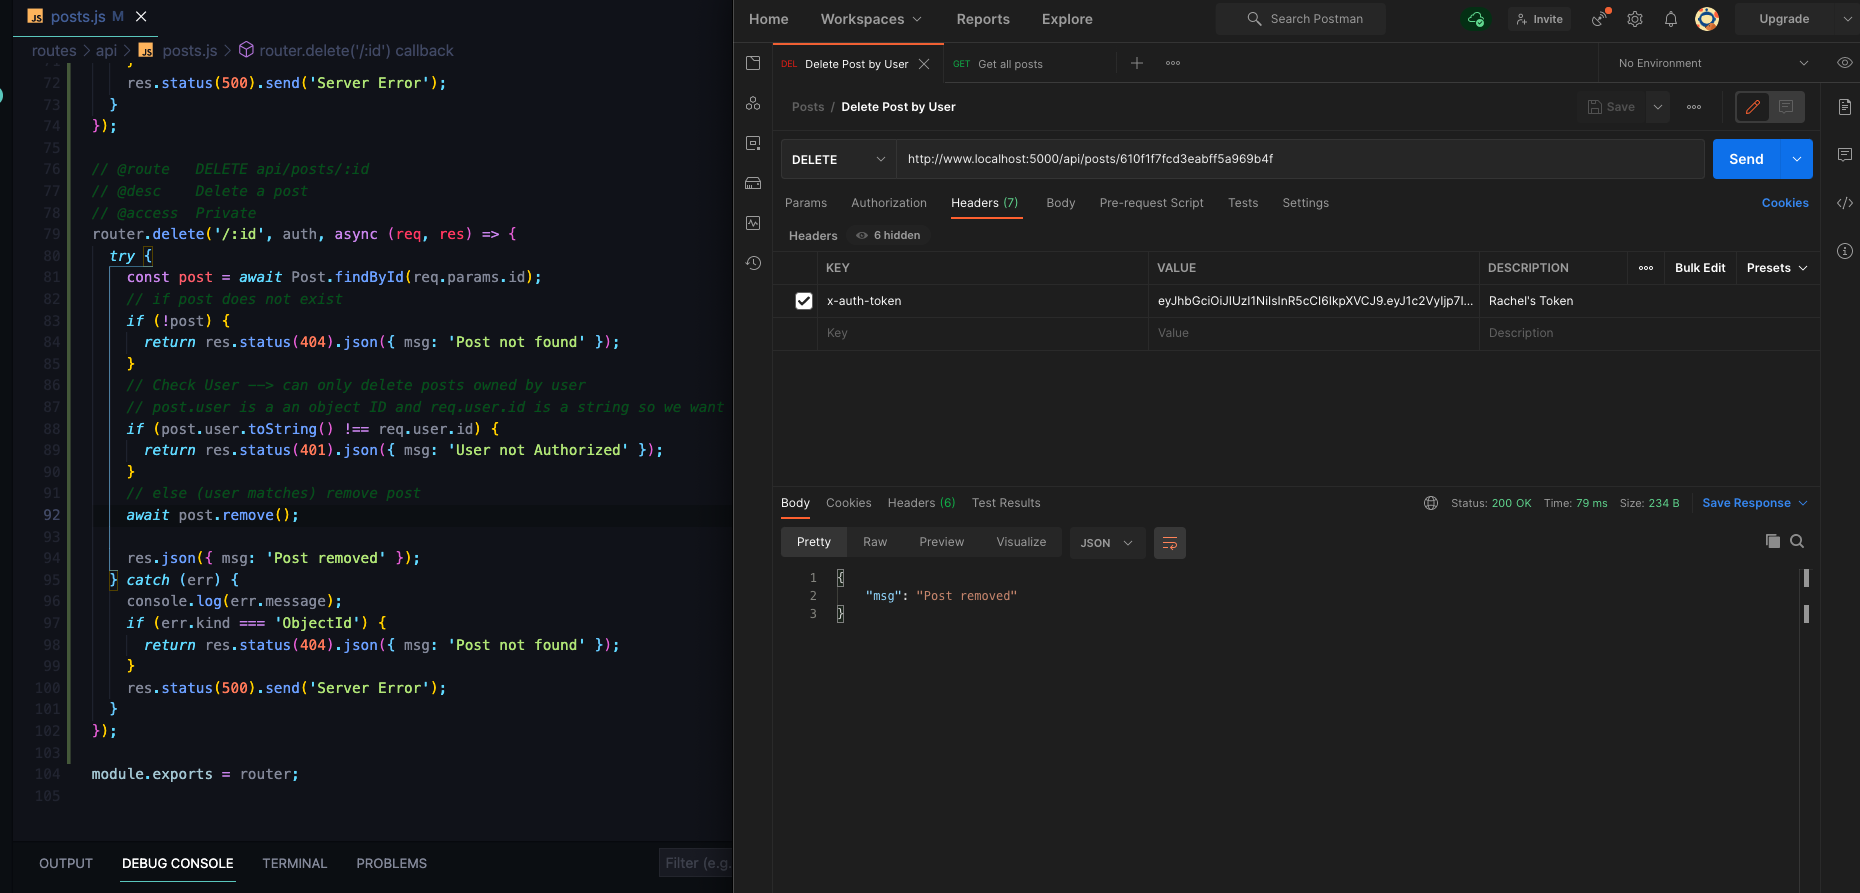 JS posts.js M
routes > api > JS posts.js > router.delete('/:id') callback
71 }
72 res.status(500).send('Server Error');
73 }
74 });
75
76 // @route   DELETE api/posts/:id
77 // @desc    Delete a post
78 // @access  Private
79 router.delete('/:id', auth, async (req, res) => {
80 try {
81 const post = await Post.findById(req.params.id);
82 // if post does not exist
83 if (!post) {
84 return res.status(404).json({ msg: 'Post not found' });
85 }
86 // Check User --> can only delete posts owned by user
87 // post.user is a an object ID and req.user.id is a string so we want
88 if (post.user.toString() !== req.user.id) {
89 return res.status(401).json({ msg: 'User not Authorized' });
90 }
91 // else (user matches) remove post
92 await post.remove();
93
94 res.json({ msg: 'Post removed' });
95 } catch (err) {
96 console.log(err.message);
97 if (err.kind === 'ObjectId') {
98 return res.status(404).json({ msg: 'Post not found' });
99 }
100 res.status(500).send('Server Error');
101 }
102 });
103
104 module.exports = router;
105
OUTPUT DEBUG CONSOLE TERMINAL PROBLEMS Filter (e.g.
Home Workspaces Reports Explore Search Postman Invite Upgrade
DEL Delete Post by User GET Get all posts No Environment
Posts / Delete Post by User Save
DELETE http://www.localhost:5000/api/posts/610f1f7fcd3eabff5a969b4f Send
Params Authorization Headers (7) Body Pre-request Script Tests Settings Cookies
Headers 6 hidden
KEY VALUE DESCRIPTION Bulk Edit Presets
x-auth-token eyJhbGciOiJIUzI1NiIsInR5cCI6IkpXVCJ9.eyJ1c2VyIjp7I... Rachel's Token
Key Value Description
Body Cookies Headers (6) Test Results Status: 200 OK Time: 79 ms Size: 234 B Save Response
Pretty Raw Preview Visualize JSON
1 {
2 "msg": "Post removed"
3 }